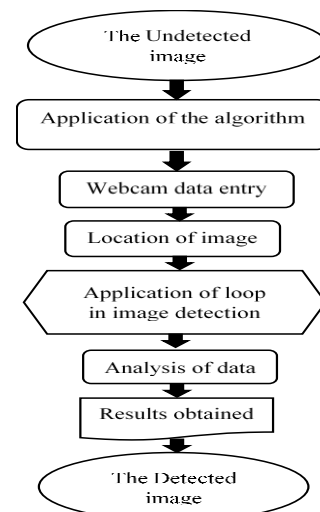 The Undetected
image
Application of the algorithm
Webcam data entry
Location of image
Application of loop
in image detection
Analysis of data
Results obtained
The Detected
image